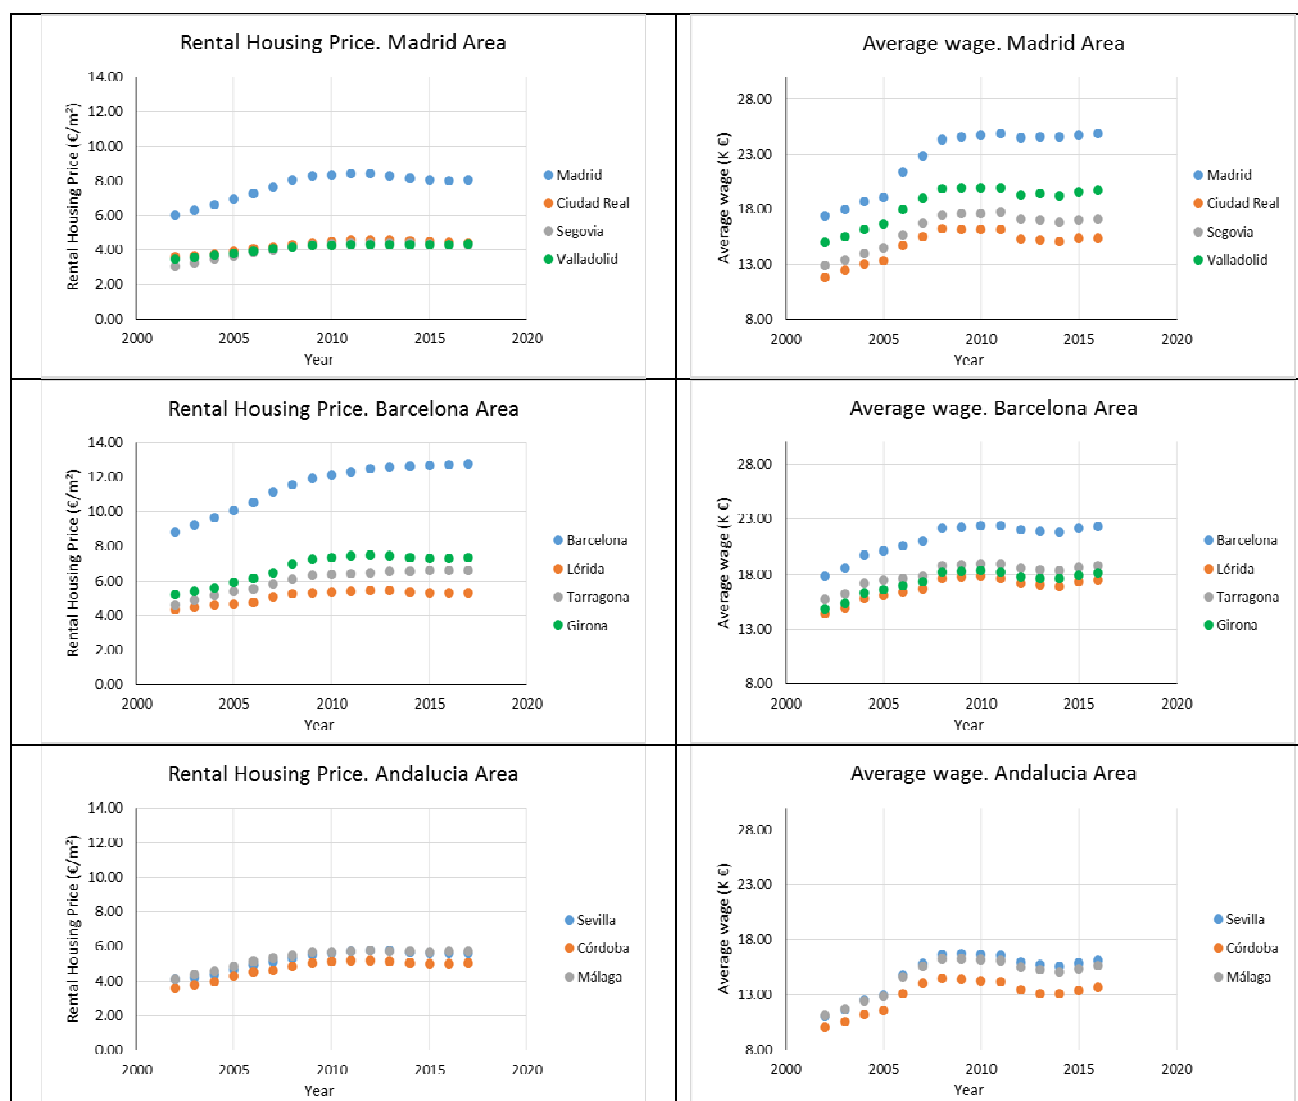 Rental Housing Price. Madrid Area
Rental Housing Price (€/m²)
14.00
12.00
10.00
8.00
6.00
4.00
2.00
0.00
2000 2005 2010 2015 2020
Year
Madrid
Ciudad Real
Segovia
Valladolid
Average wage. Madrid Area
Average wage (K €)
28.00
23.00
18.00
13.00
8.00
2000 2005 2010 2015 2020
Year
Madrid
Ciudad Real
Segovia
Valladolid
Rental Housing Price. Barcelona Area
Rental Housing Price (€/m²)
14.00
12.00
10.00
8.00
6.00
4.00
2.00
0.00
2000 2005 2010 2015 2020
Year
Barcelona
Lérida
Tarragona
Girona
Average wage. Barcelona Area
Average wage (K €)
28.00
23.00
18.00
13.00
8.00
2000 2005 2010 2015 2020
Year
Barcelona
Lérida
Tarragona
Girona
Rental Housing Price. Andalucia Area
Rental Housing Price (€/m²)
14.00
12.00
10.00
8.00
6.00
4.00
2.00
0.00
2000 2005 2010 2015 2020
Year
Sevilla
Córdoba
Málaga
Average wage. Andalucia Area
Average wage (K €)
28.00
23.00
18.00
13.00
8.00
2000 2005 2010 2015 2020
Year
Sevilla
Córdoba
Málaga